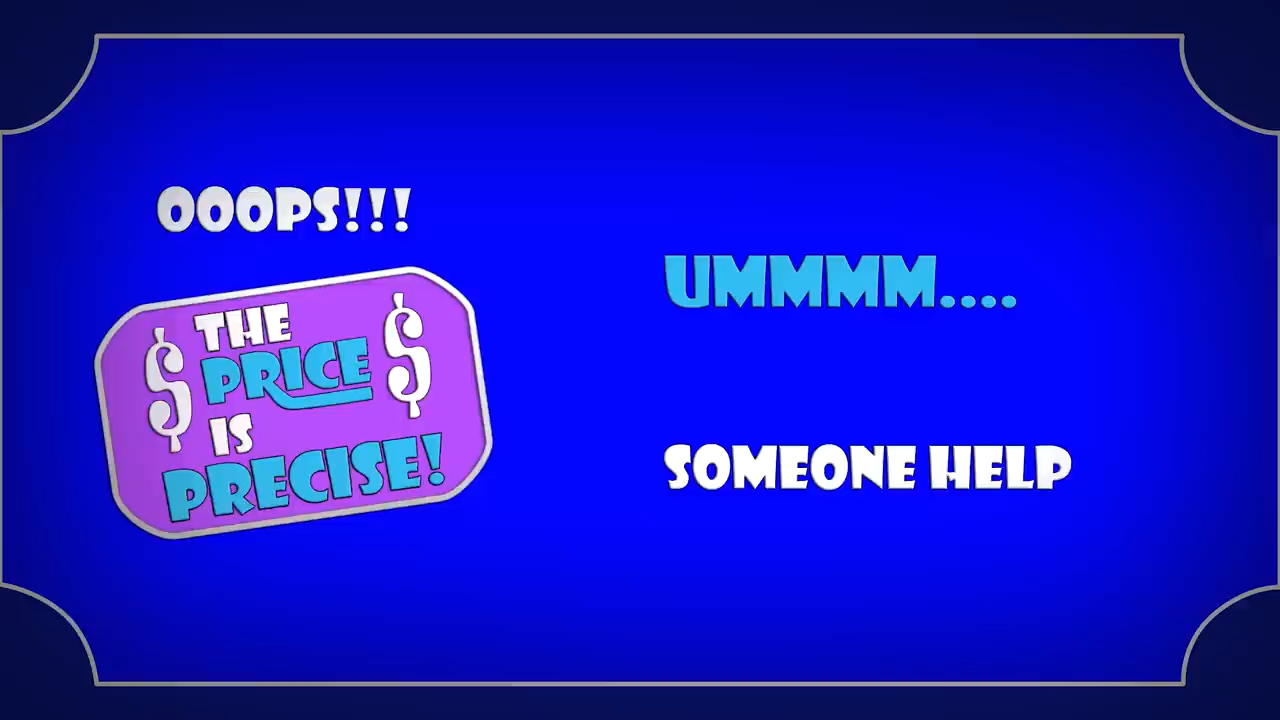 OOOPS!!!
$ THE $
PRICE
IS
PRECISE!
UMMMM....
SOMEONE HELP